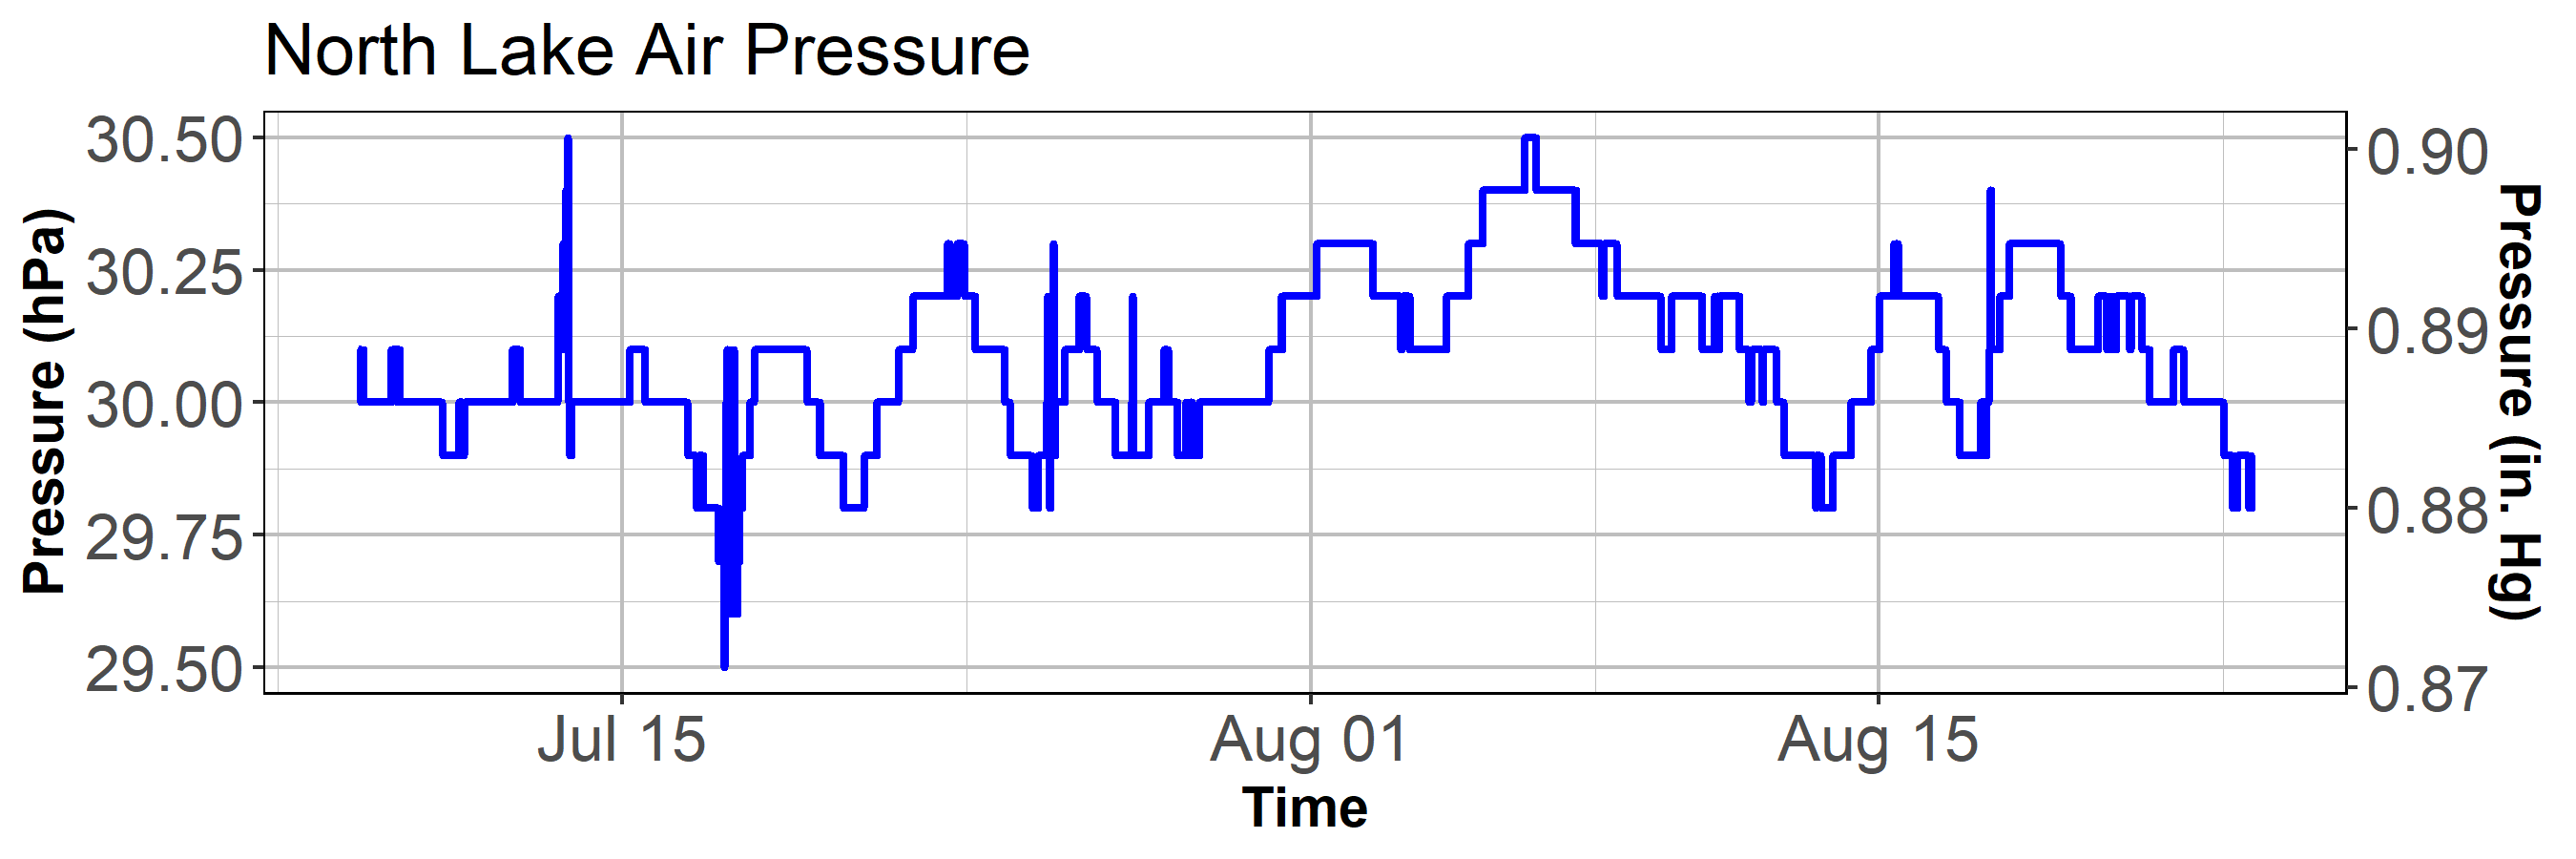 North Lake Air Pressure
Pressure (hPa)
30.50
30.25
30.00
29.75
29.50
0.90
0.89
0.88
0.87
Pressure (in. Hg)
Jul 15
Aug 01
Aug 15
Time